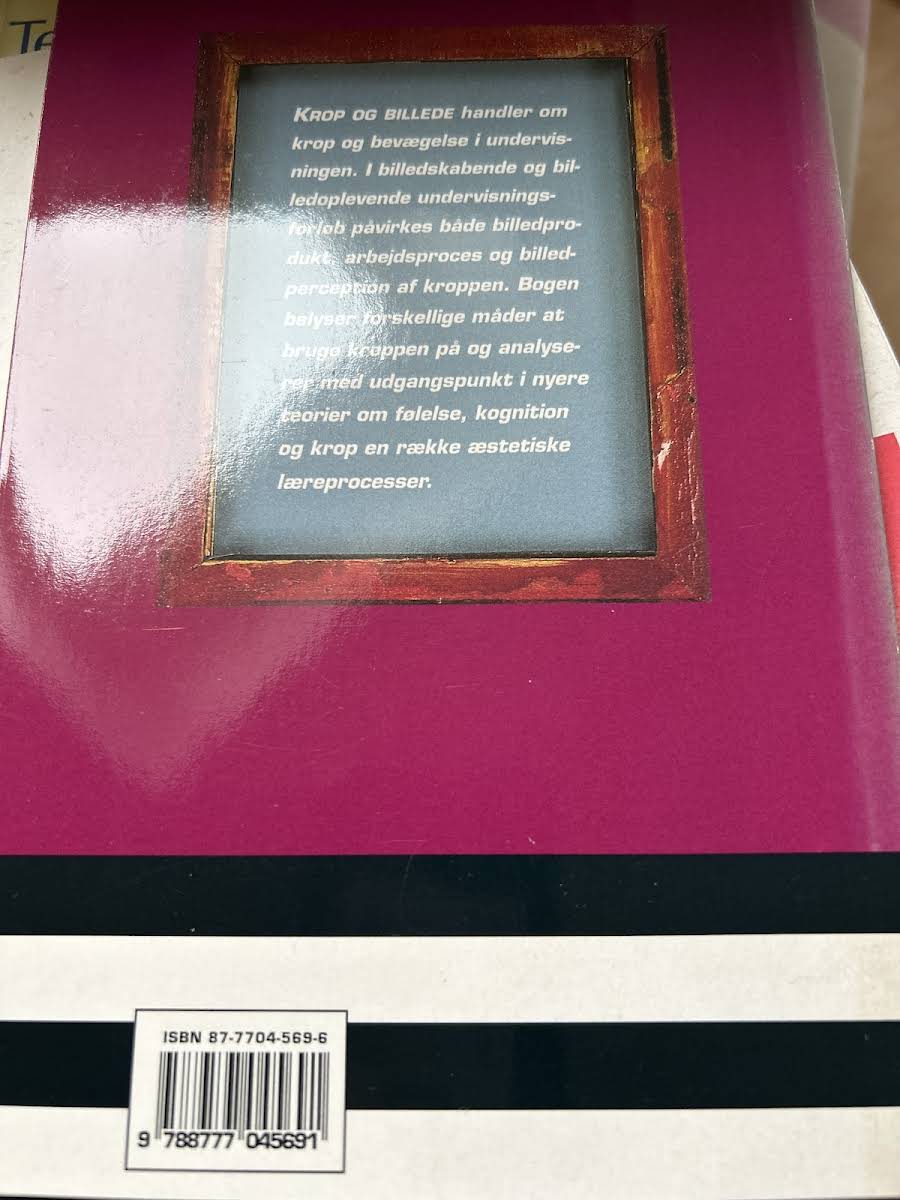 Te
KROP OG BILLEDE handler om
krop og bevægelse i undervis-
ningen. I billedskabende og bil-
ledoplevende undervisnings-
forløb påvirkes både billedpro-
dukt, arbejdsproces og billed-
perception af kroppen. Bogen
belyser forskellige måder at
bruge kroppen på og analyse-
rer med udgangspunkt i nyere
teorier om følelse, kognition
og krop en række æstetiske
læreprocesser.
ISBN 87-7704-569-6
9 788777 045691